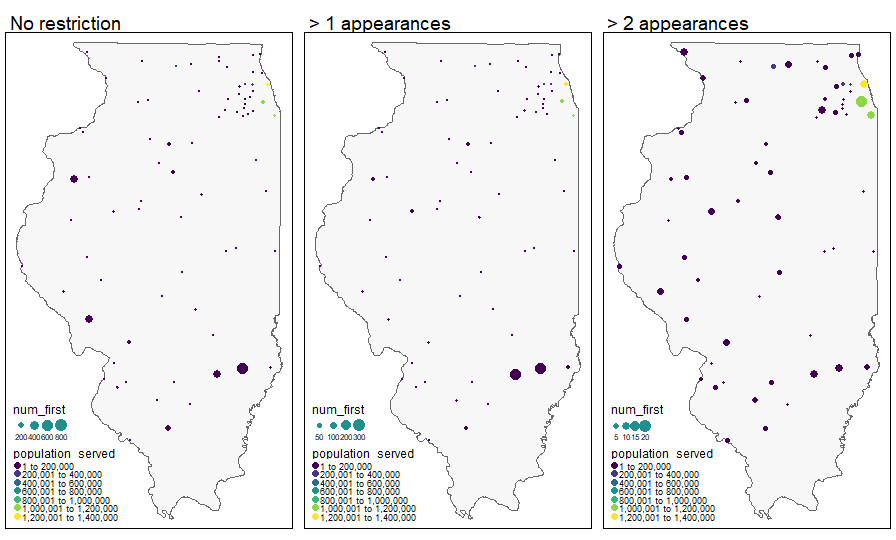 No restriction
num_first
200 400 600 800
population served
1 to 200,000
200,001 to 400,000
400,001 to 600,000
600,001 to 800,000
800,001 to 1,000,000
1,000,001 to 1,200,000
1,200,001 to 1,400,000
> 1 appearances
num_first
50 100 200 300
population served
1 to 200,000
200,001 to 400,000
400,001 to 600,000
600,001 to 800,000
800,001 to 1,000,000
1,000,001 to 1,200,000
1,200,001 to 1,400,000
> 2 appearances
num_first
5 10 15 20
population served
1 to 200,000
200,001 to 400,000
400,001 to 600,000
600,001 to 800,000
800,001 to 1,000,000
1,000,001 to 1,200,000
1,200,001 to 1,400,000